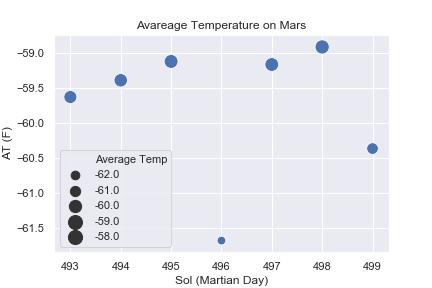 Avareage Temperature on Mars
−59.0
−59.5
−60.0
−60.5
−61.0
−61.5
AT (F)
Average Temp
-62.0
-61.0
-60.0
-59.0
-58.0
493 494 495 496 497 498 499
Sol (Martian Day)